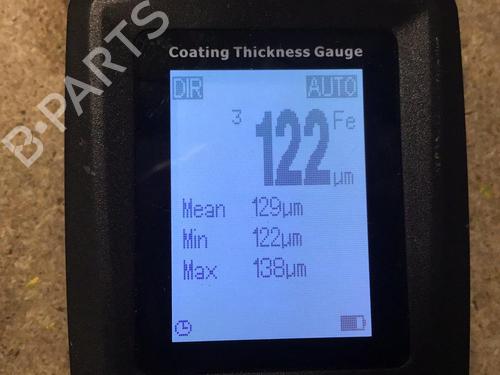 Coating Thickness Gauge
DIR AUTO
3 122 Fe
µm
Mean 129µm
Min 122µm
Max 138µm
B-PARTS